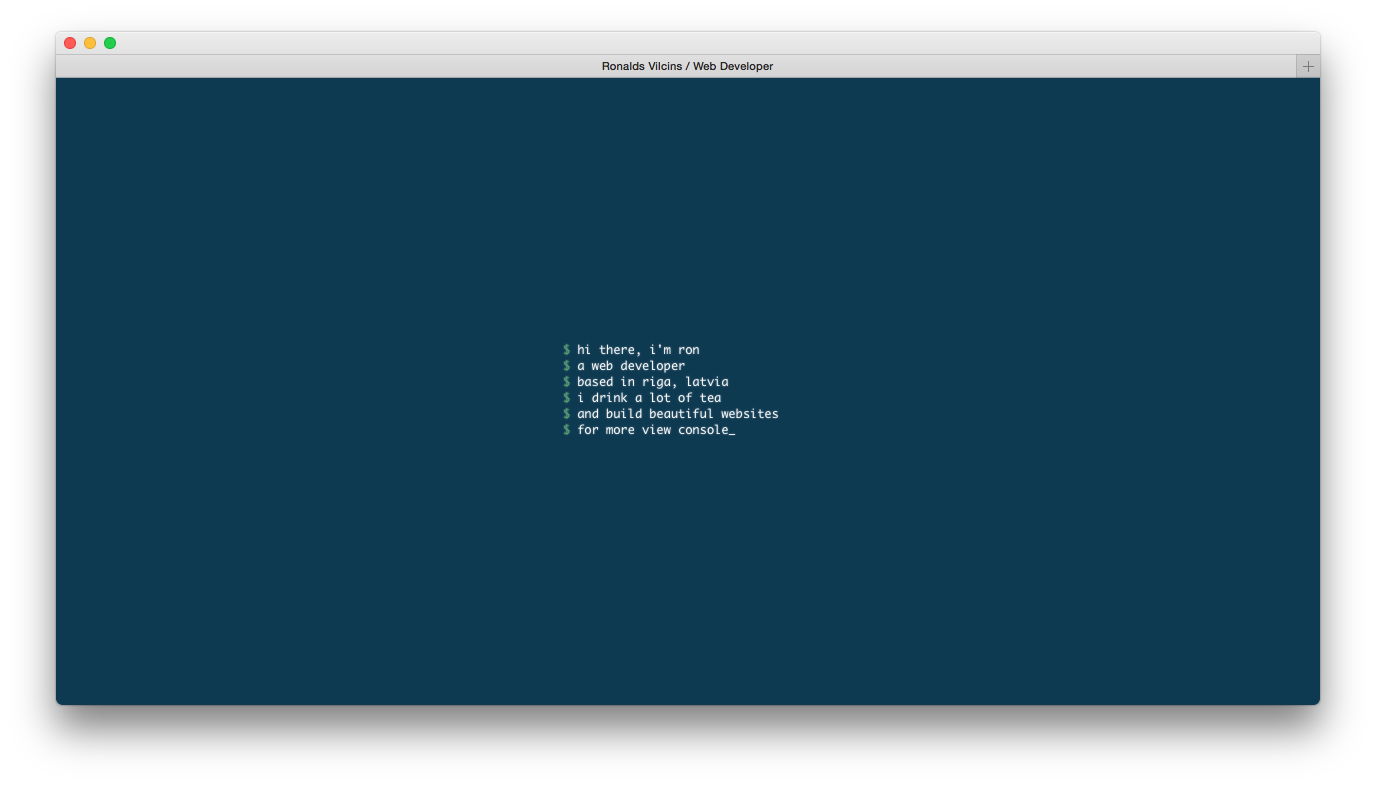 Ronalds Vilcins / Web Developer
$ hi there, i'm ron
$ a web developer
$ based in riga, latvia
$ i drink a lot of tea
$ and build beautiful websites
$ for more view console_